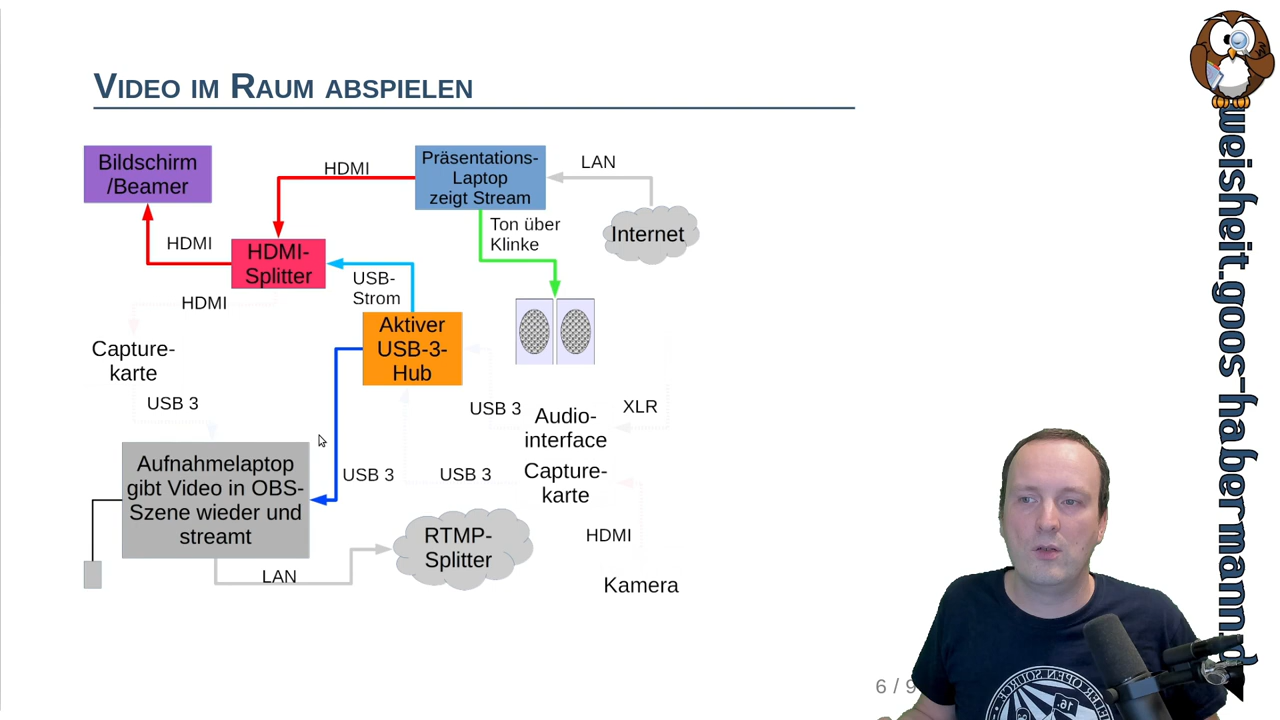 VIDEO IM RAUM ABSPIELEN
Bildschirm
/Beamer
HDMI
Präsentations-
Laptop
zeigt Stream
LAN
Internet
Ton über
Klinke
HDMI
HDMI-
Splitter
USB-
Strom
HDMI
Aktiver
USB-3-
Hub
Capture-
karte
USB 3
USB 3
Audio-
interface
XLR
Aufnahmelaptop
gibt Video in OBS-
Szene wieder und
streamt
USB 3
USB 3
Capture-
karte
HDMI
RTMP-
Splitter
LAN
Kamera
6 / 9
weisheit.goos-habermann.d
OPEN SOURCE
16.